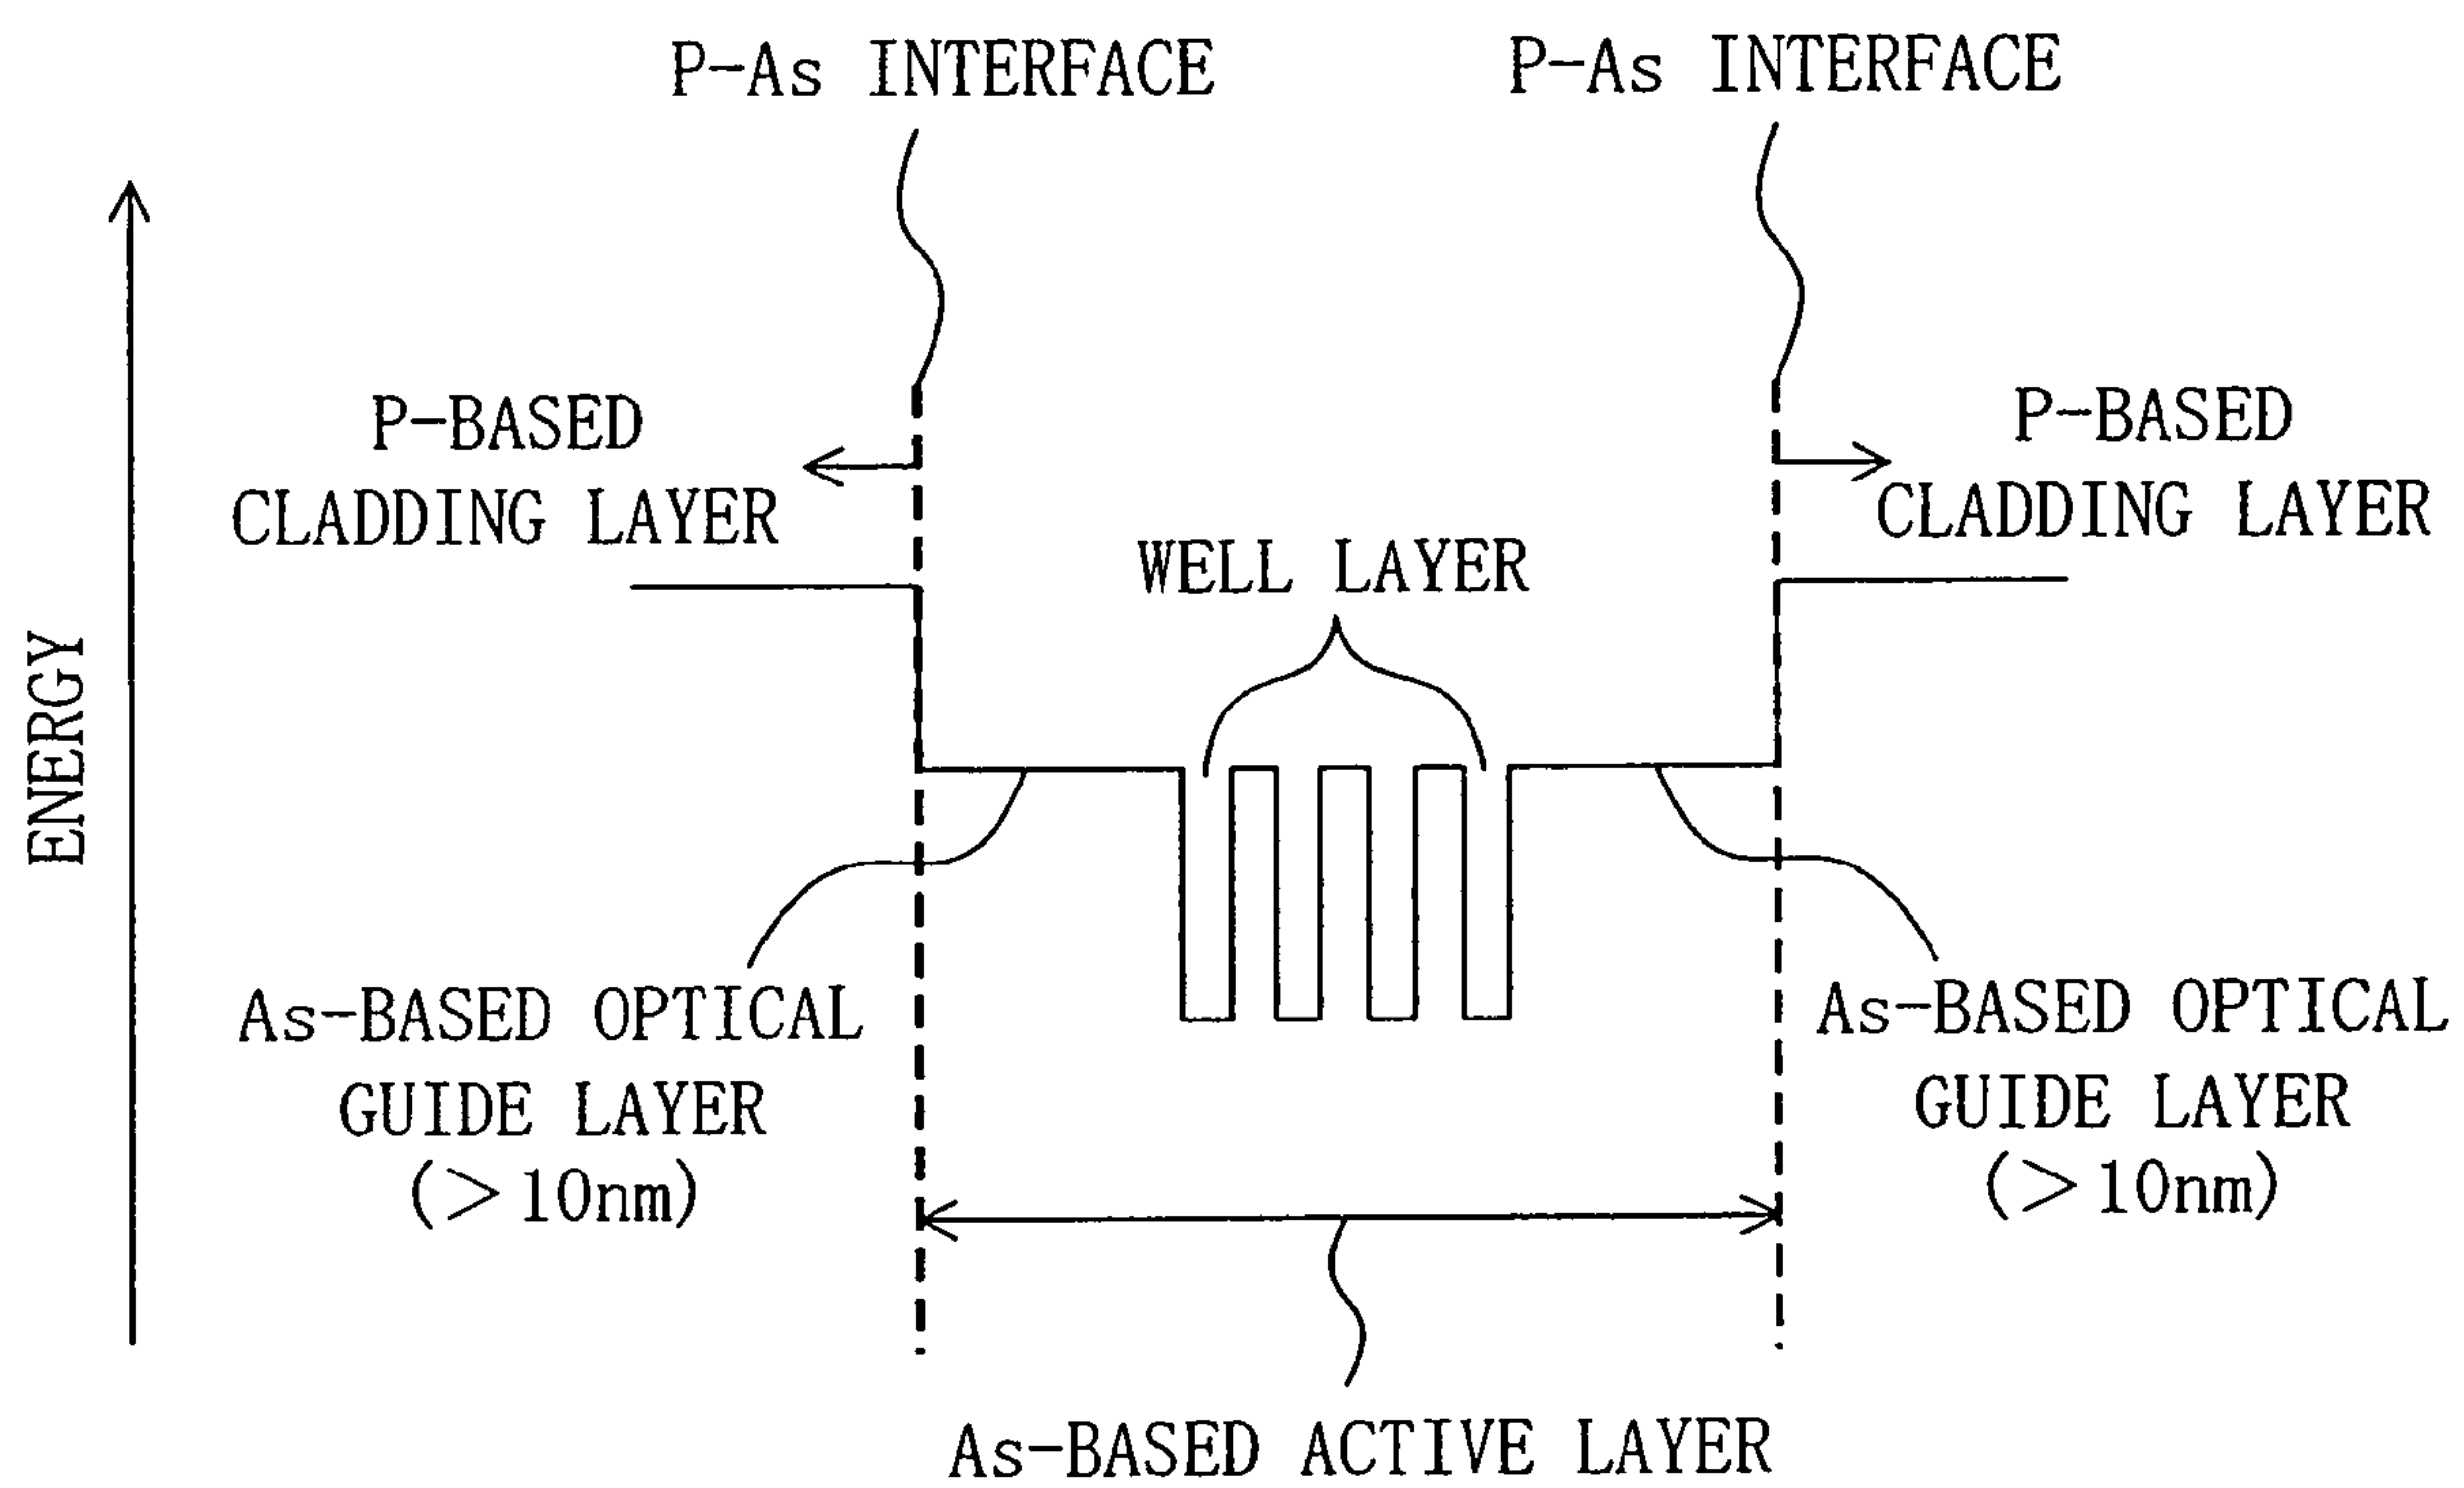 P-As INTERFACE
P-As INTERFACE
P-BASED
CLADDING LAYER
P-BASED
CLADDING LAYER
WELL LAYER
ENERGY
As-BASED OPTICAL
GUIDE LAYER
(>10nm)
As-BASED OPTICAL
GUIDE LAYER
(>10nm)
As-BASED ACTIVE LAYER